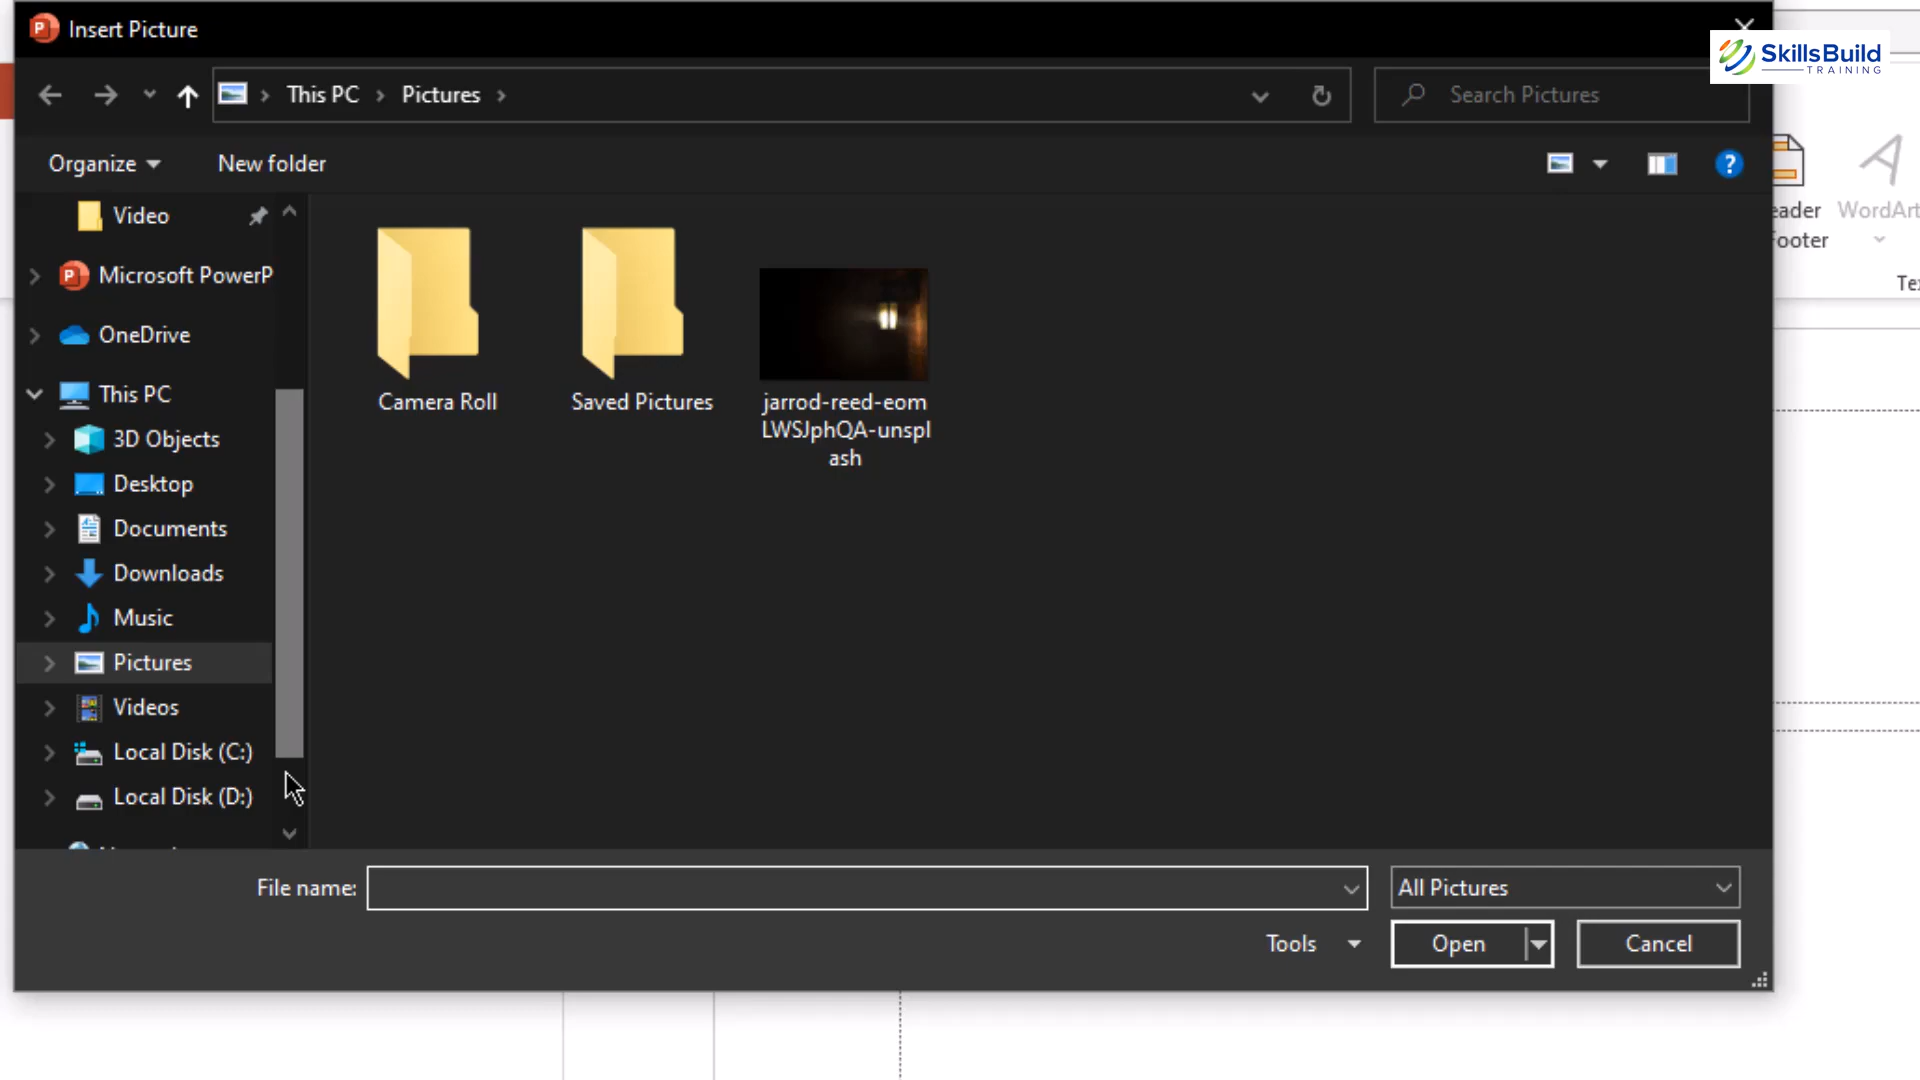 Insert Picture
SkillsBuild
TRAINING
This PC
Pictures
Search Pictures
Organize
New folder
?
eader
WordArt
Footer
Video
Microsoft PowerP
OneDrive
This PC
3D Objects
Desktop
Documents
Downloads
Music
Pictures
Videos
Local Disk (C:)
Local Disk (D:)
Camera Roll
Saved Pictures
jarrod-reed-eom
LWSJphQA-unspl
ash
File name:
All Pictures
Tools
Open
Cancel